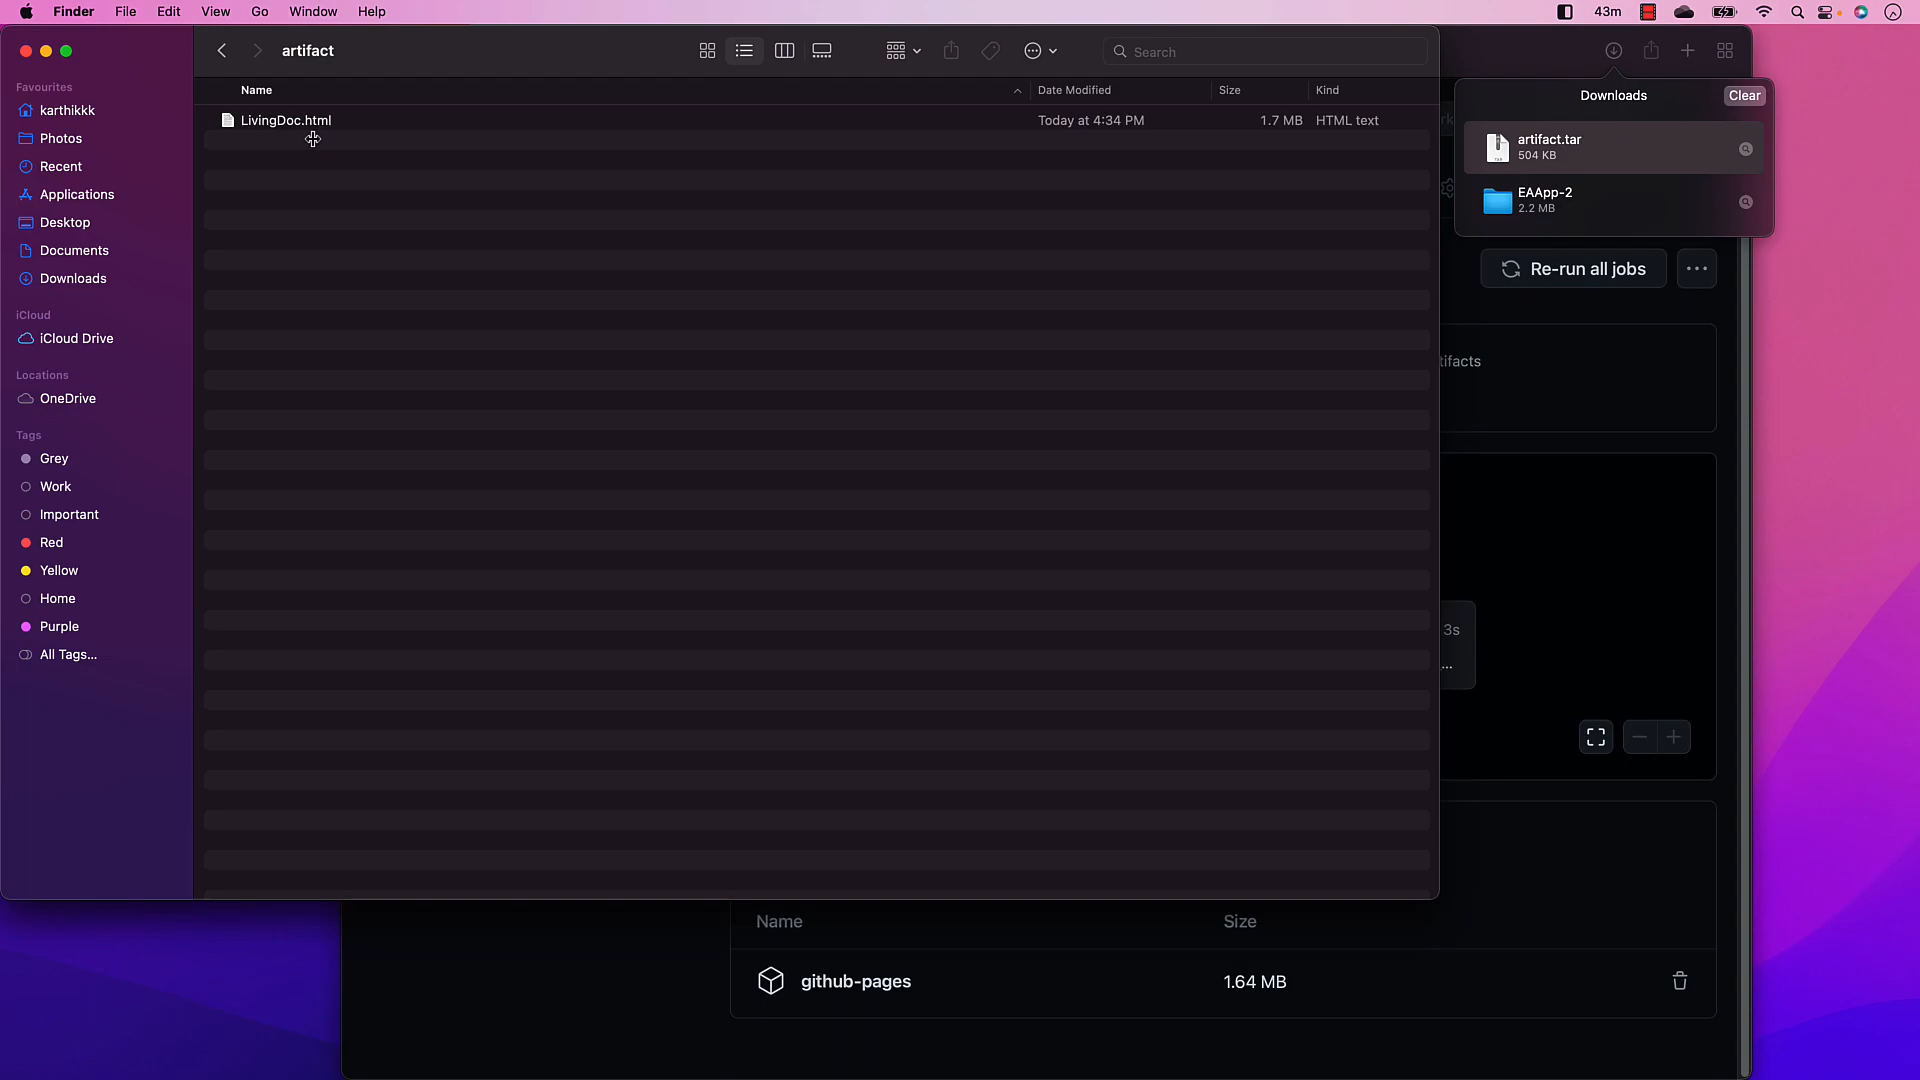 Finder File Edit View Go Window Help 43m
artifact Search
Favourites
karthikkk
Photos
Recent
Applications
Desktop
Documents
Downloads
iCloud
iCloud Drive
Locations
OneDrive
Tags
Grey
Work
Important
Red
Yellow
Home
Purple
All Tags...
Name Date Modified Size Kind
LivingDoc.html Today at 4:34 PM 1.7 MB HTML text
Downloads Clear
artifact.tar
504 KB
EAApp-2
2.2 MB
Re-run all jobs
tifacts
3s
...
Name Size
github-pages 1.64 MB